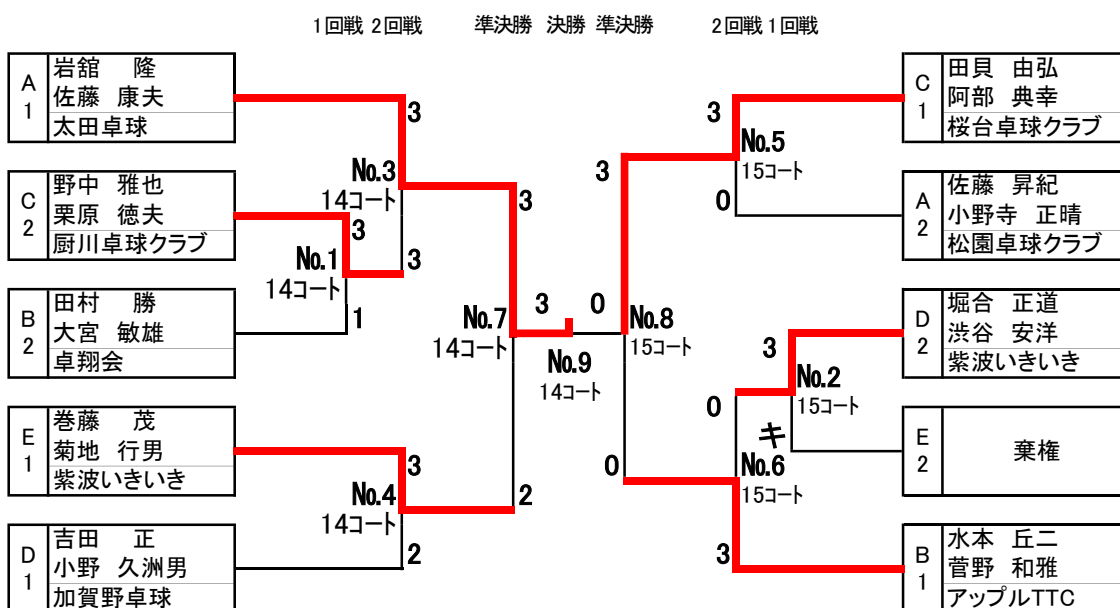 1回戦 2回戦 準決勝 決勝 準決勝 2回戦 1回戦
A1
岩舘 隆
佐藤 康夫
太田卓球
C2
野中 雅也
栗原 徳夫
厨川卓球クラブ
B2
田村 勝
大宮 敏雄
卓翔会
E1
巻藤 茂
菊地 行男
紫波いきいき
D1
吉田 正
小野 久洲男
加賀野卓球
3
No.3
14コート
3
3
No.1
14コート
1
3
No.4
14コート
2
3
No.7
14コート
2
3 0
No.9
14コート
3
No.8
15コート
0
3
No.5
15コート
0
3
No.2
15コート
キ
0
No.6
15コート
3
C1
田貝 由弘
阿部 典幸
桜台卓球クラブ
A2
佐藤 昇紀
小野寺 正晴
松園卓球クラブ
D2
堀合 正道
渋谷 安洋
紫波いきいき
E2
棄権
B1
水本 丘二
菅野 和雅
アップルTTC